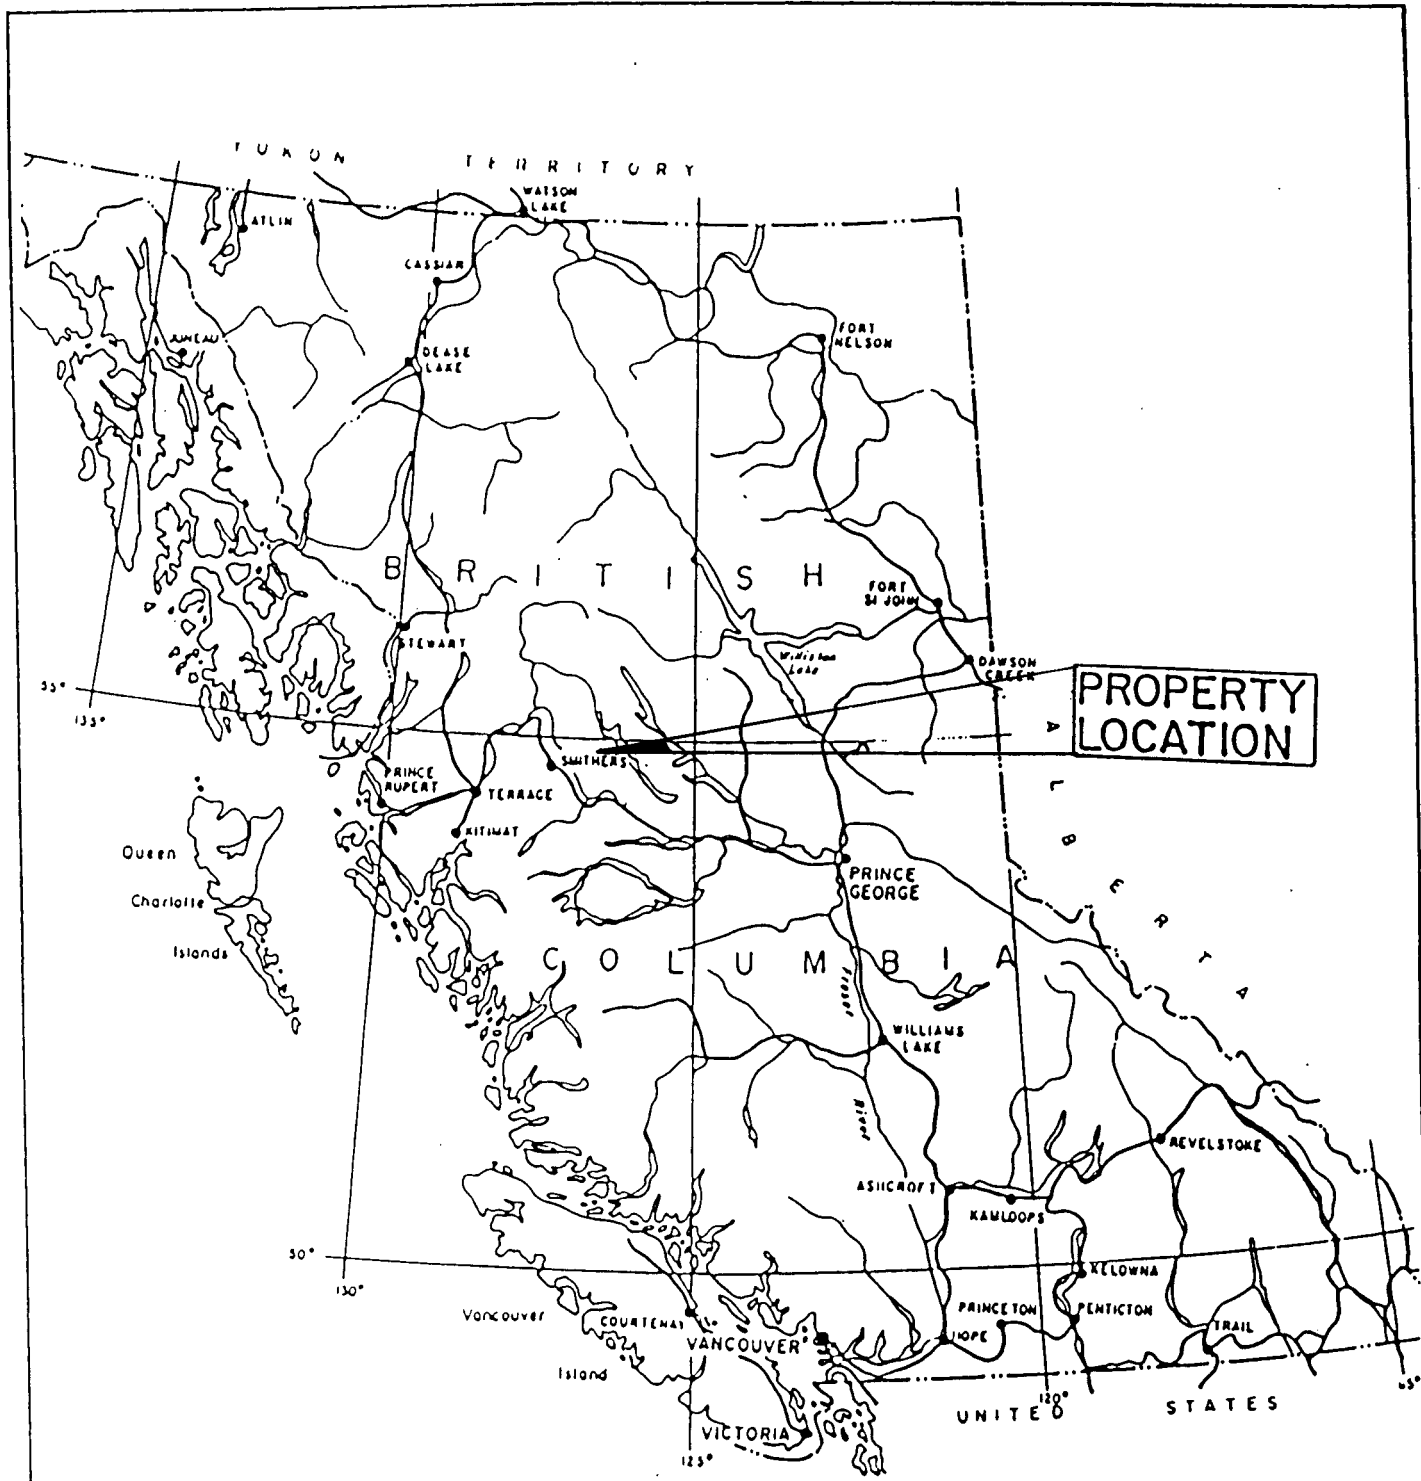 YUKON TERRITORY
WATSON
LAKE
ATLIN
CASSIAR
JUNEAU
DEASE
LAKE
FORT
NELSON
BRITISH
FORT
ST JOHN
STEWART
Williston
Lake
DAWSON
CREEK
55°
135°
PROPERTY
LOCATION
ALBERTA
SMITHERS
PRINCE
RUPERT
TERRACE
KITIMAT
Queen
Charlotte
Islands
PRINCE
GEORGE
COLUMBIA
Fraser
River
WILLIAMS
LAKE
REVELSTOKE
ASHCROFT
KAMLOOPS
50°
130°
KELOWNA
Vancouver
Island
COURTENAY
PRINCETON
PENTICTON
VANCOUVER
HOPE
TRAIL
120°
UNITED STATES
VICTORIA
125°